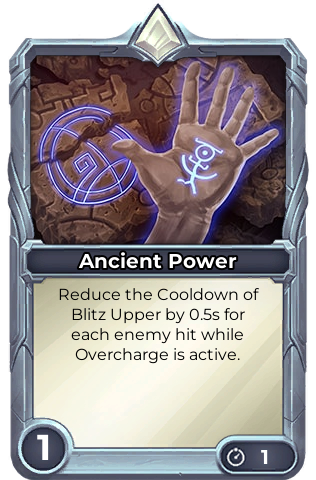 Ancient Power
Reduce the Cooldown of
Blitz Upper by 0.5s for
each enemy hit while
Overcharge is active.
1
1